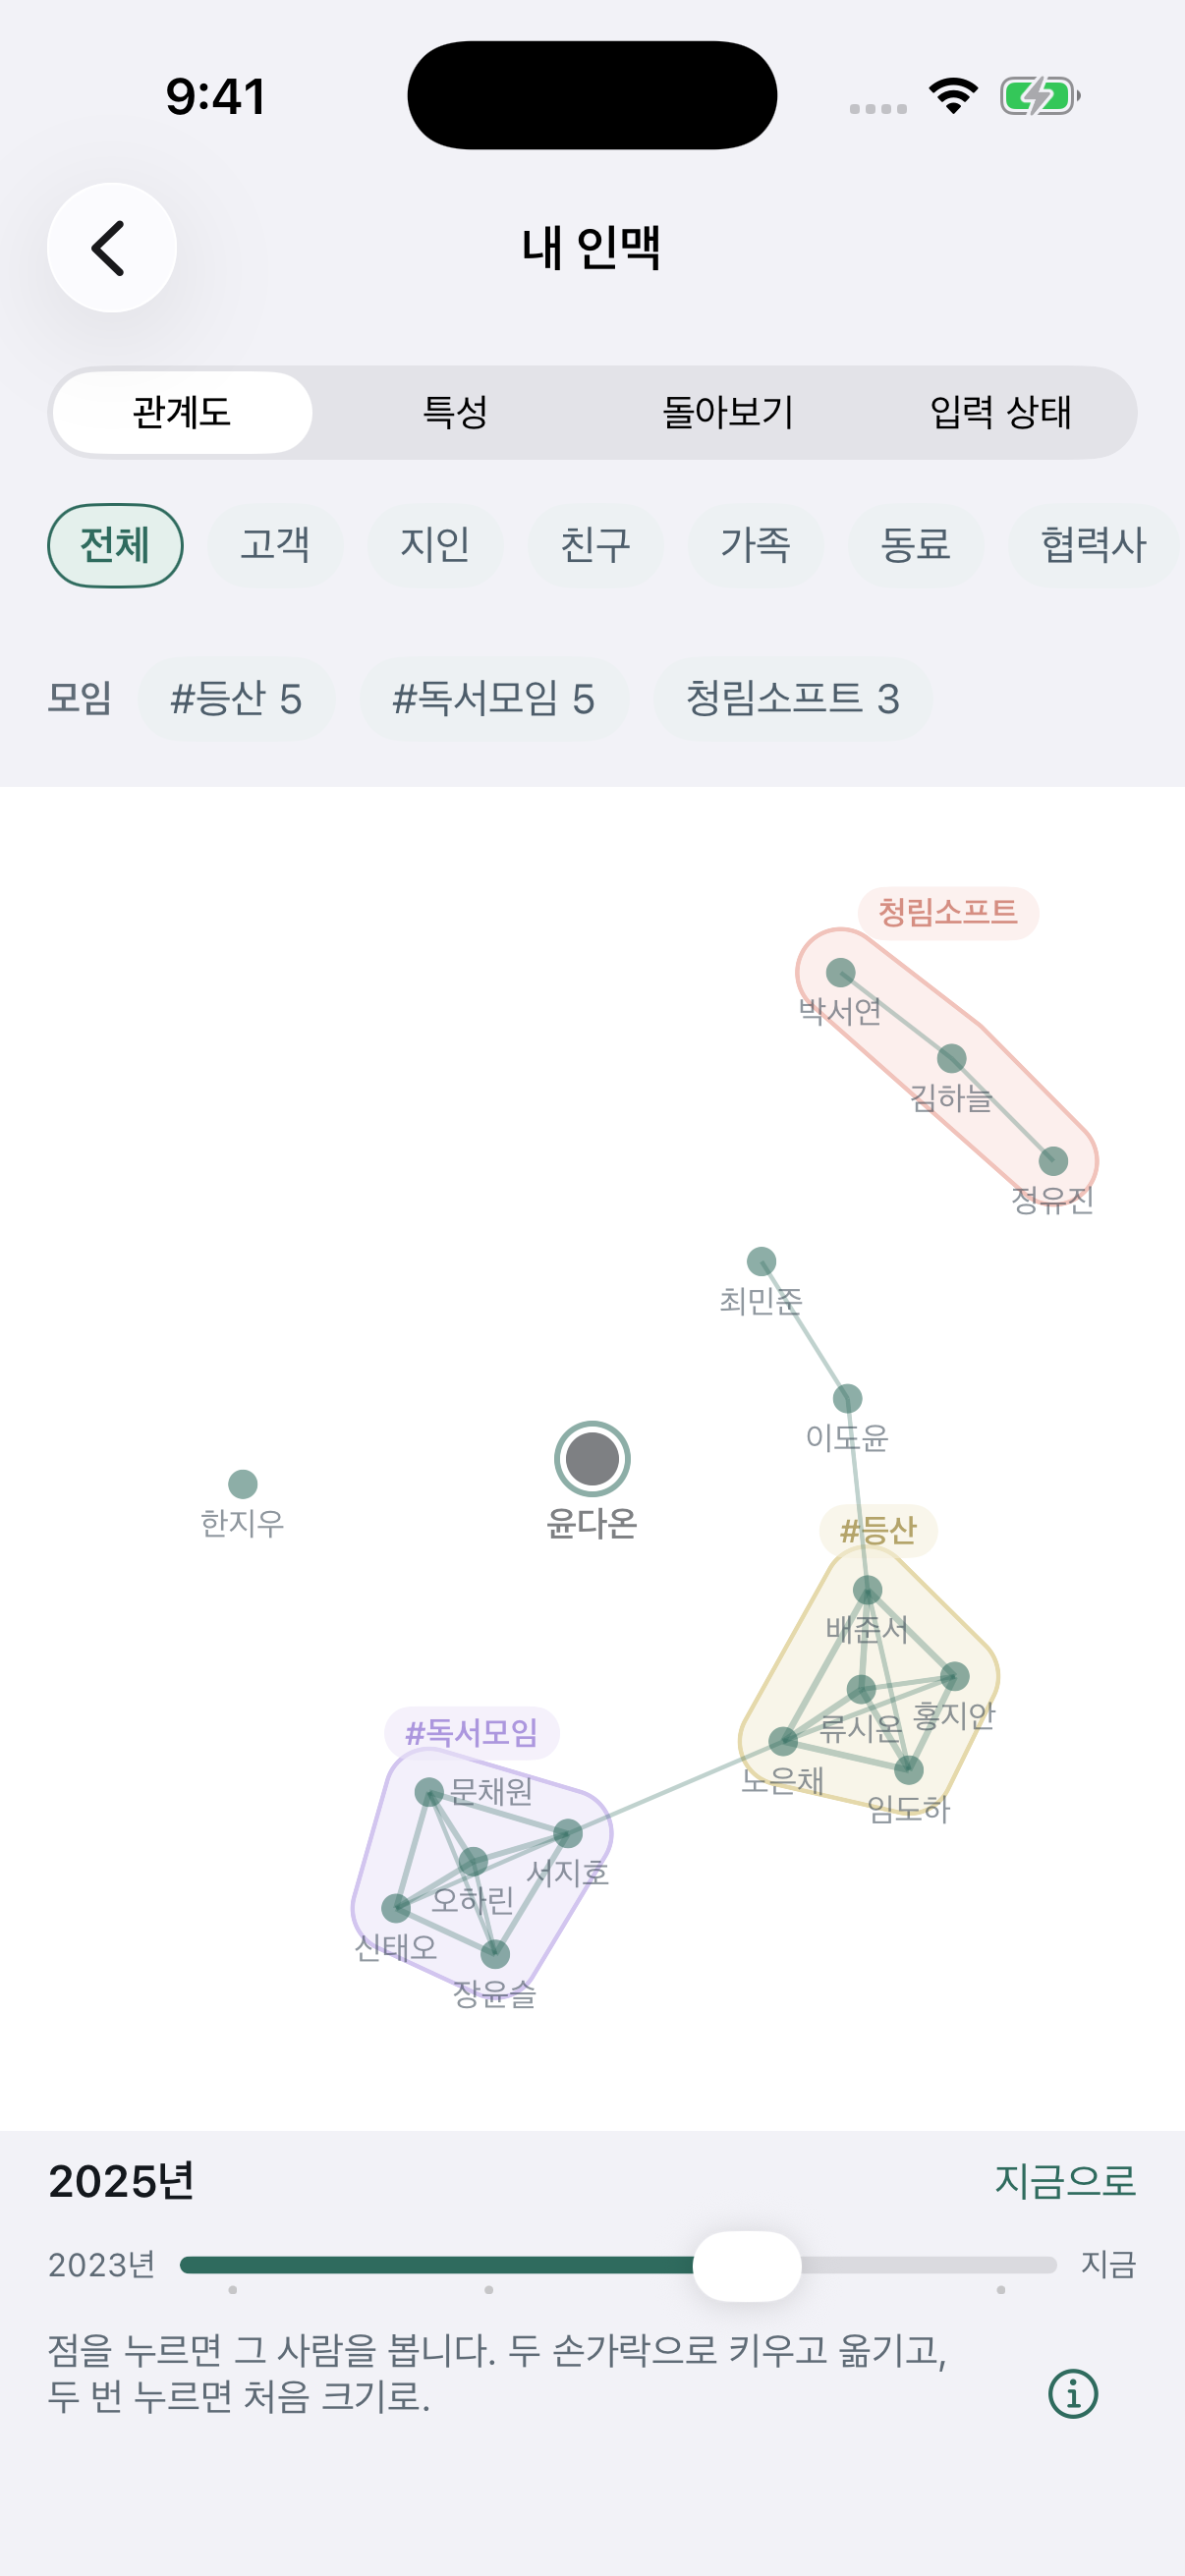 9:41
내 인맥
관계도 특성 돌아보기 입력 상태
전체 고객 지인 친구 가족 동료 협력사
모임 #등산 5 #독서모임 5 청림소프트 3
청림소프트
박서연
김하늘
정유진
최민준
이도윤
한지우
윤다온
#등산
배준서
홍지안
류시온
노은채
임도하
#독서모임
문채원
서지호
오하린
신태오
장윤슬
2025년 지금으로
2023년 지금
점을 누르면 그 사람을 봅니다. 두 손가락으로 키우고 옮기고,
두 번 누르면 처음 크기로.